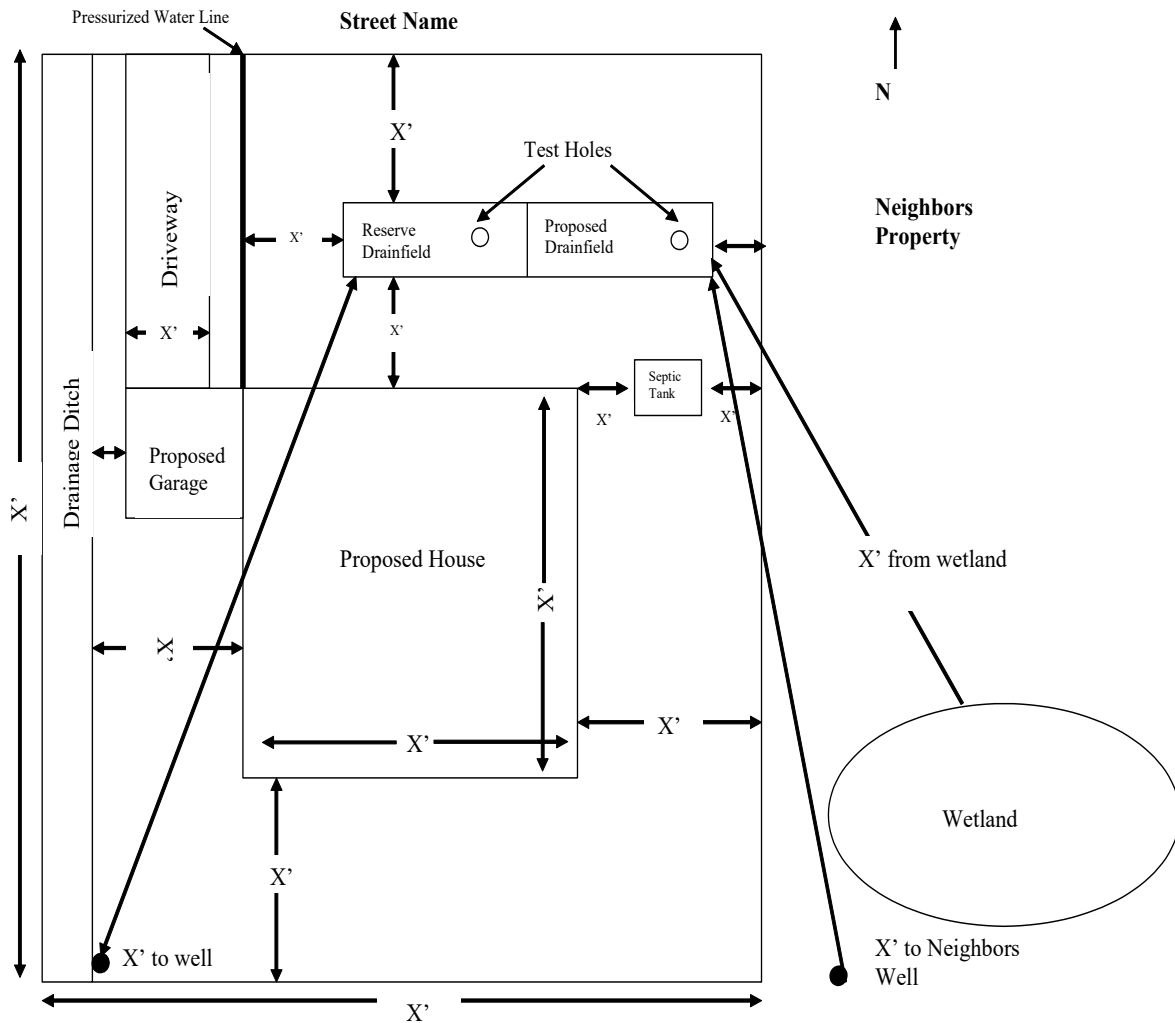 Pressurized Water Line
Street Name
N
X’
Test Holes
Driveway
Reserve
Drainfield
Proposed
Drainfield
Neighbors
Property
X’
X’
X’
Septic
Tank
X’
X’
Drainage Ditch
Proposed
Garage
X’
Proposed House
X’
X’ from wetland
X’
X’
X’
Wetland
X’
X’ to well
X’ to Neighbors
Well
X’